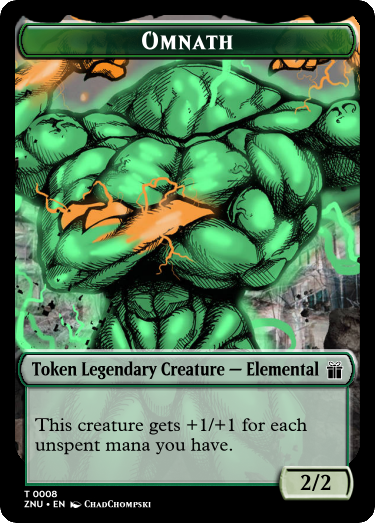 Omnath
Token Legendary Creature — Elemental
This creature gets +1/+1 for each
unspent mana you have.
2/2
T 0008
ZNU • EN ChadChompski